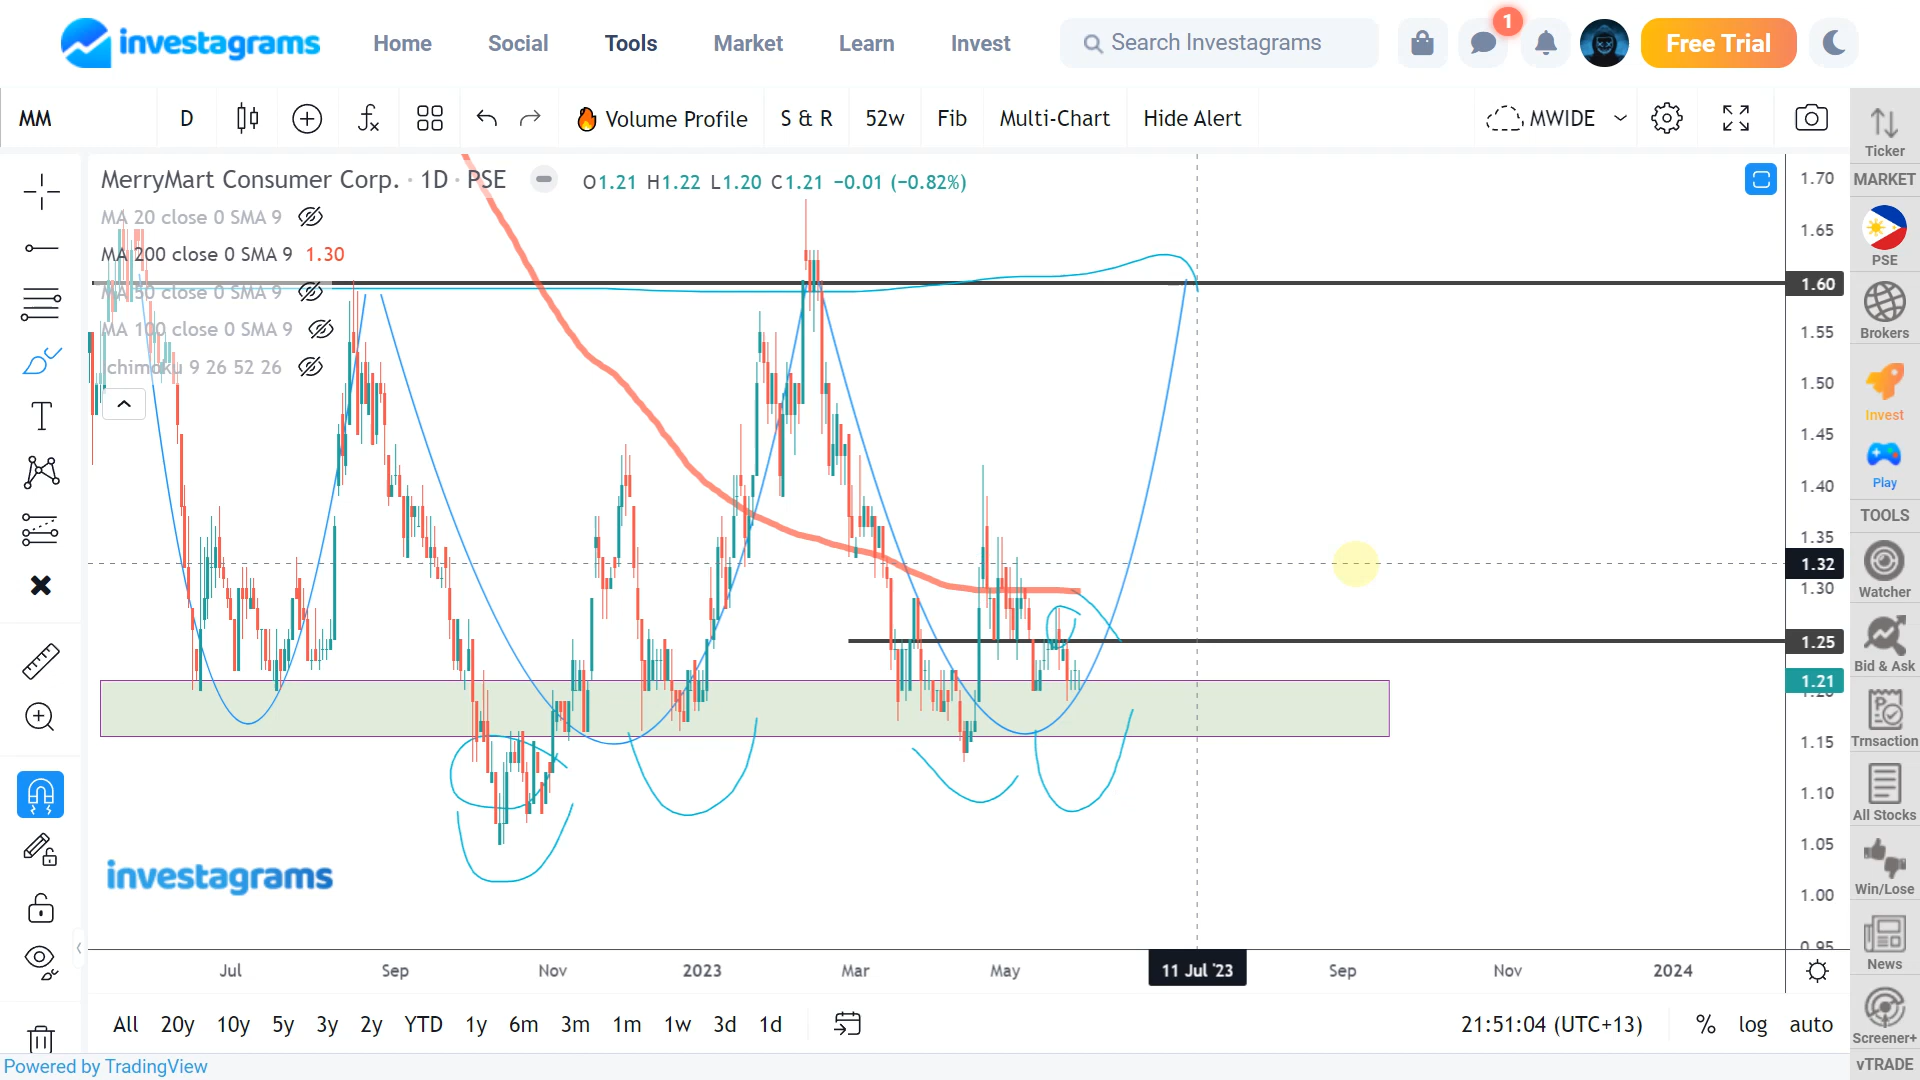 investagrams Home Social Tools Market Learn Invest Search Investagrams 1 Free Trial
MM D Volume Profile S & R 52w Fib Multi-Chart Hide Alert MWIDE
MerryMart Consumer Corp. · 1D · PSE O1.21 H1.22 L1.20 C1.21 −0.01 (−0.82%)
MA 20 close 0 SMA 9
MA 200 close 0 SMA 9 1.30
MA 50 close 0 SMA 9
MA 100 close 0 SMA 9
Ichimoku 9 26 52 26
1.70
1.65
1.60
1.55
1.50
1.45
1.40
1.35
1.32
1.30
1.25
1.21
1.20
1.15
1.10
1.05
1.00
0.95
investagrams
Jul Sep Nov 2023 Mar May 11 Jul '23 Sep Nov 2024
All 20y 10y 5y 3y 2y YTD 1y 6m 3m 1m 1w 3d 1d 21:51:04 (UTC+13) % log auto
Powered by TradingView
Ticker
MARKET
PSE
Brokers
Invest
Play
TOOLS
Watcher
Bid & Ask
Trnsaction
All Stocks
Win/Lose
News
Screener+
vTRADE